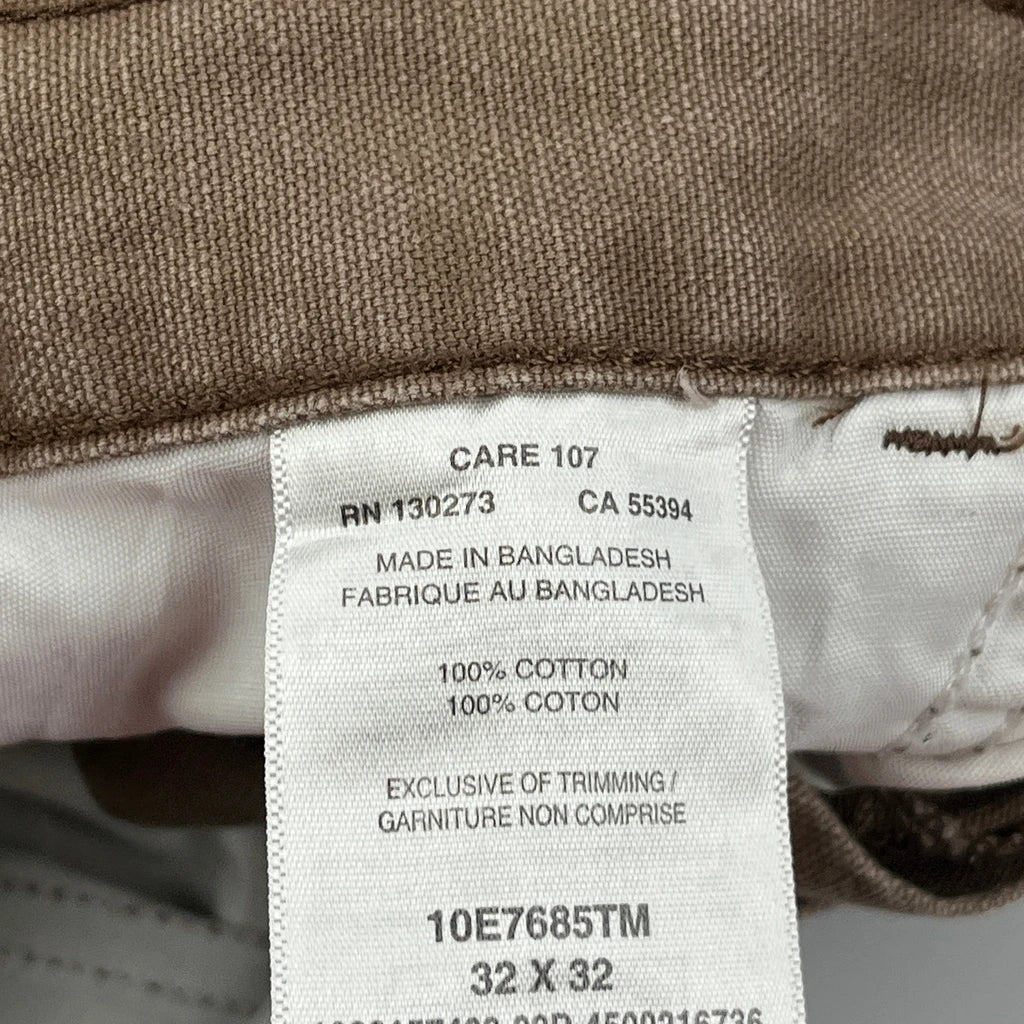 CARE 107
RN 130273 CA 55394
MADE IN BANGLADESH
FABRIQUE AU BANGLADESH
100% COTTON
100% COTON
EXCLUSIVE OF TRIMMING /
GARNITURE NON COMPRISE
10E7685TM
32 X 32
4500216736